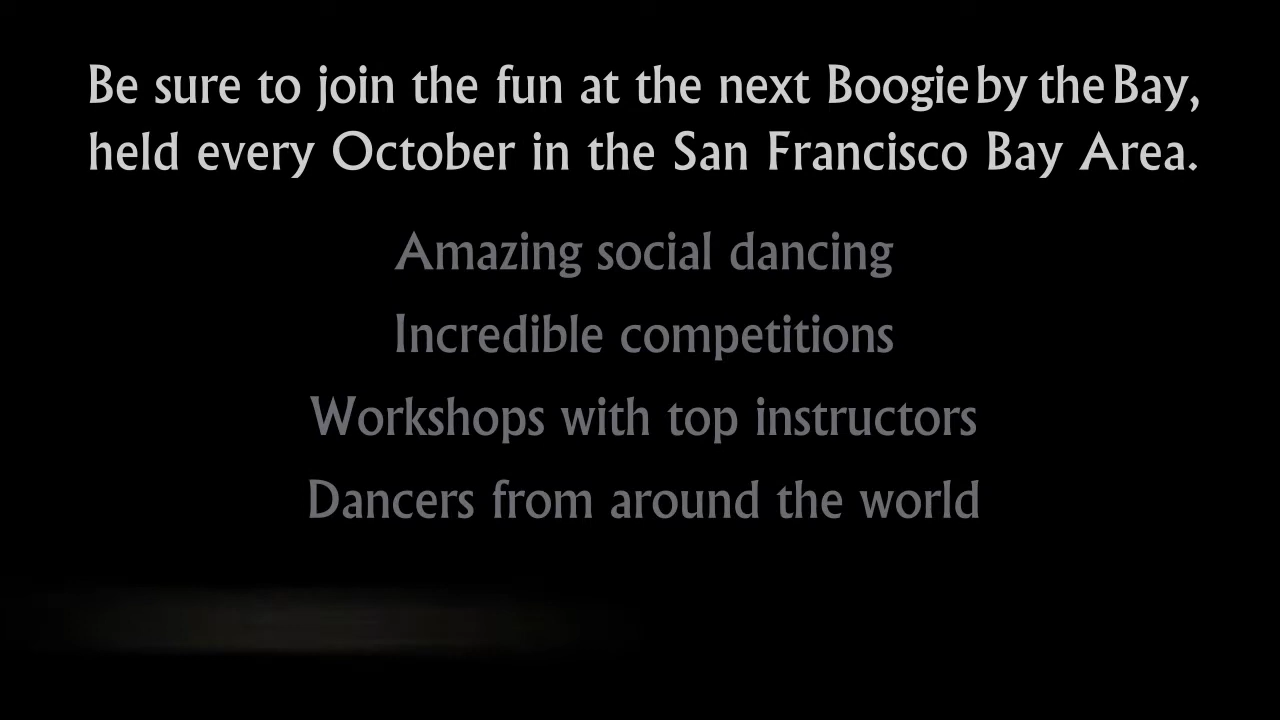 Be sure to join the fun at the next Boogie by the Bay,
held every October in the San Francisco Bay Area.
Amazing social dancing
Incredible competitions
Workshops with top instructors
Dancers from around the world